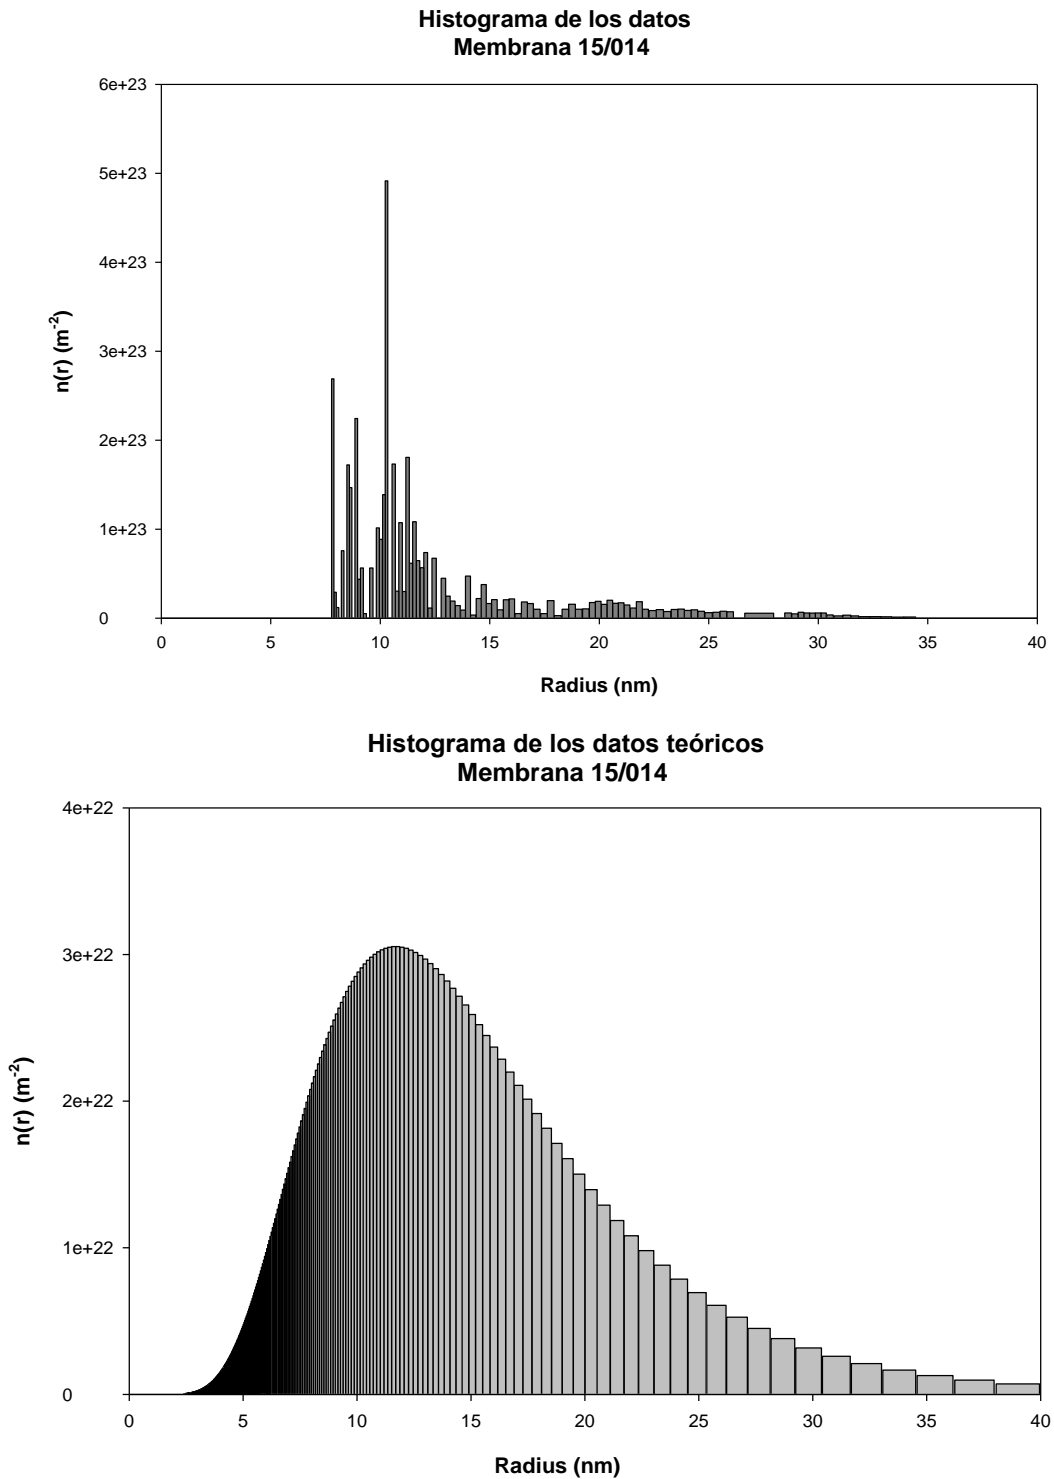 Histograma de los datos
Membrana 15/014
6e+23
5e+23
4e+23
3e+23
2e+23
1e+23
0
n(r) (m⁻²)
0 5 10 15 20 25 30 35 40
Radius (nm)
Histograma de los datos teóricos
Membrana 15/014
4e+22
3e+22
2e+22
1e+22
0
n(r) (m⁻²)
0 5 10 15 20 25 30 35 40
Radius (nm)